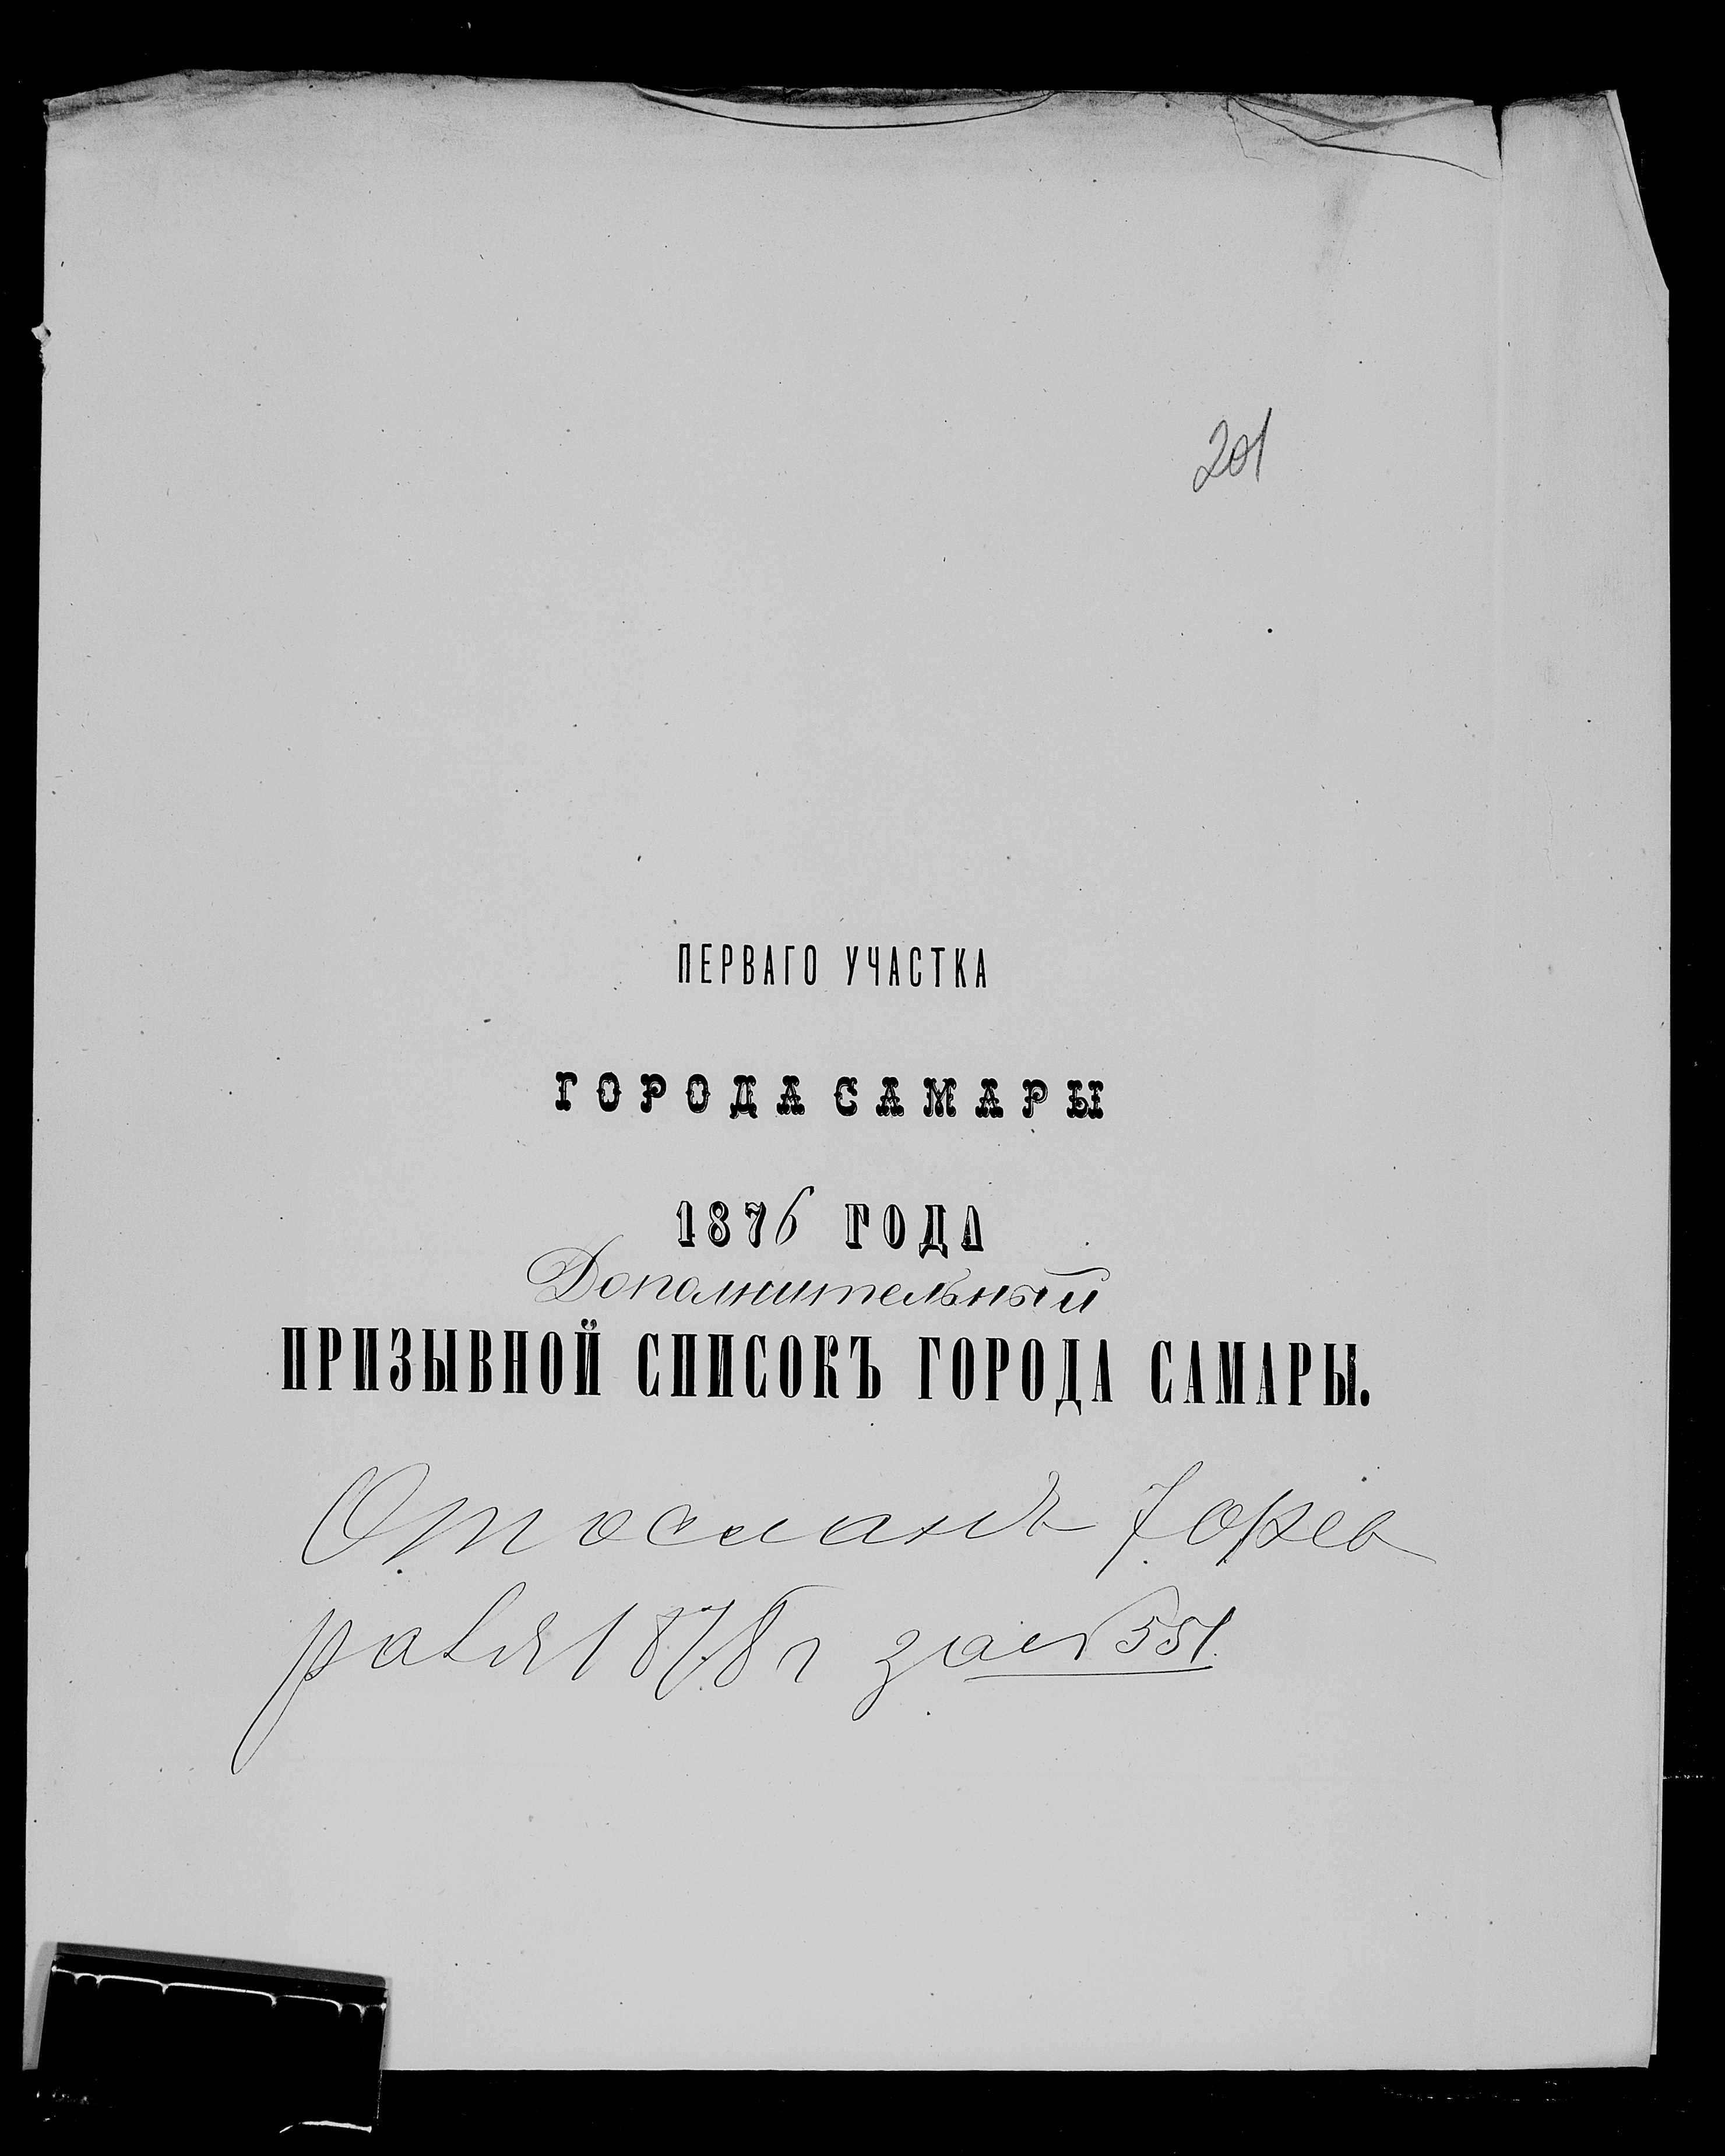 201
ПЕРВАГО УЧАСТКА
ГОРОДА САМАРЫ
1876 ГОДА
Дополнительный
ПРИЗЫВНОЙ СПИСОКЪ ГОРОДА САМАРЫ.
Отосланъ 7 Фев
раля 1878 г за № 551.